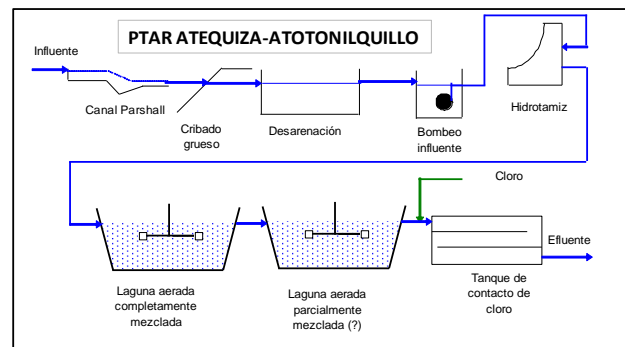 PTAR ATEQUIZA-ATOTONILQUILLO
Influente
Canal Parshall
Cribado
grueso
Desarenación
Bombeo
influente
Hidrotamiz
Cloro
Efluente
Laguna aerada
completamente
mezclada
Laguna aerada
parcialmente
mezclada (?)
Tanque de
contacto de
cloro